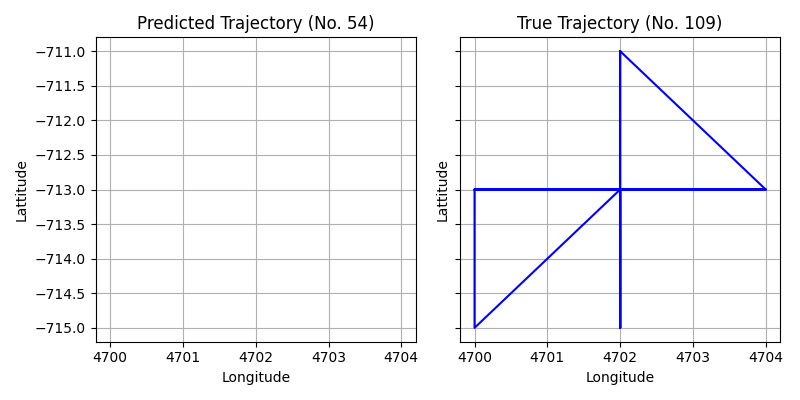 Predicted Trajectory (No. 54)
True Trajectory (No. 109)
Lattitude
−711.0
−711.5
−712.0
−712.5
−713.0
−713.5
−714.0
−714.5
−715.0
4700 4701 4702 4703 4704
Longitude
Lattitude
4700 4701 4702 4703 4704
Longitude